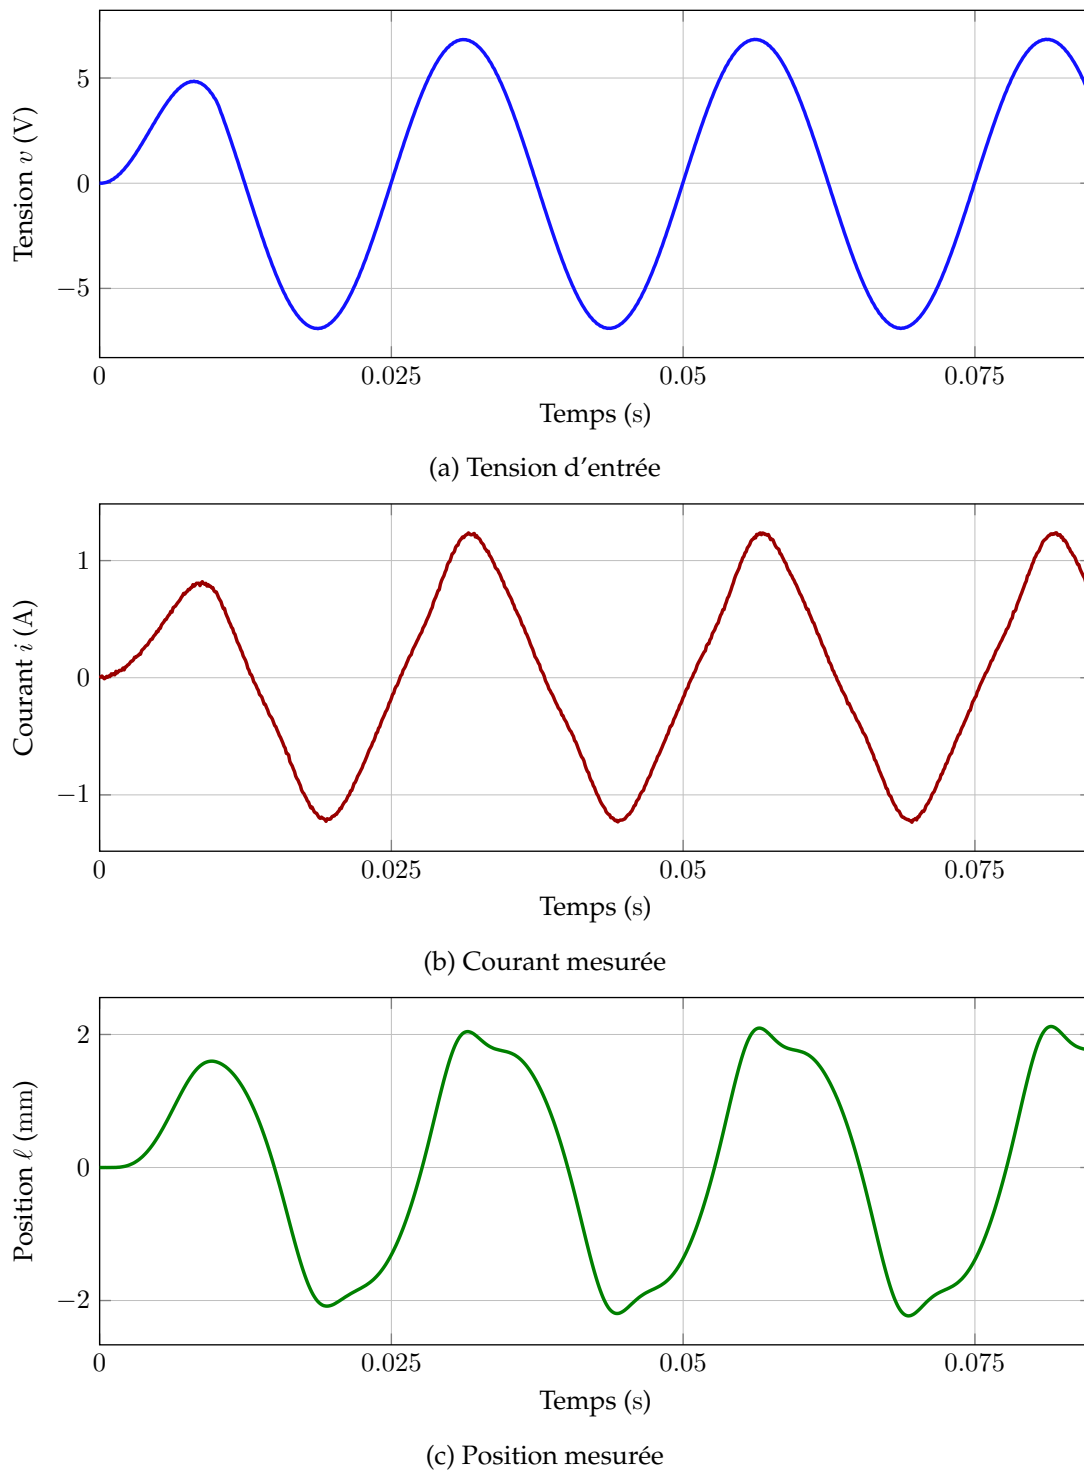 Tension v (V)
5
0
−5
0 0.025 0.05 0.075
Temps (s)
(a) Tension d'entrée
Courant i (A)
1
0
−1
0 0.025 0.05 0.075
Temps (s)
(b) Courant mesurée
Position ℓ (mm)
2
0
−2
0 0.025 0.05 0.075
Temps (s)
(c) Position mesurée